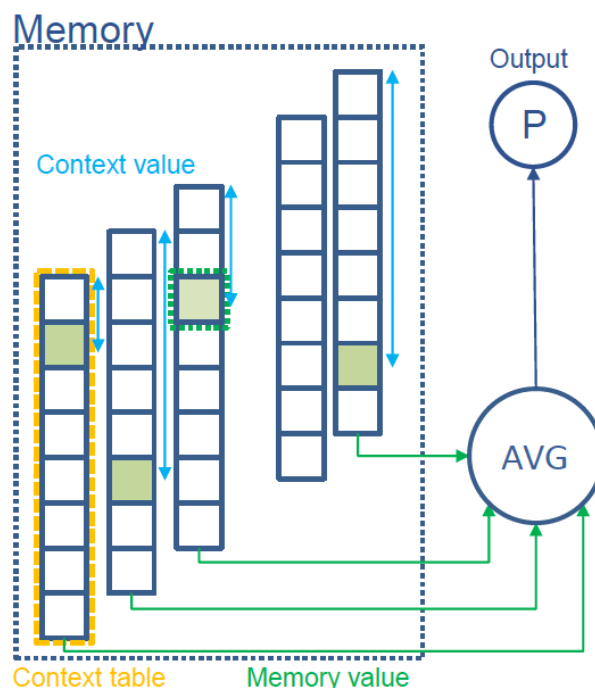 Memory
Output
P
Context value
AVG
Context table
Memory value